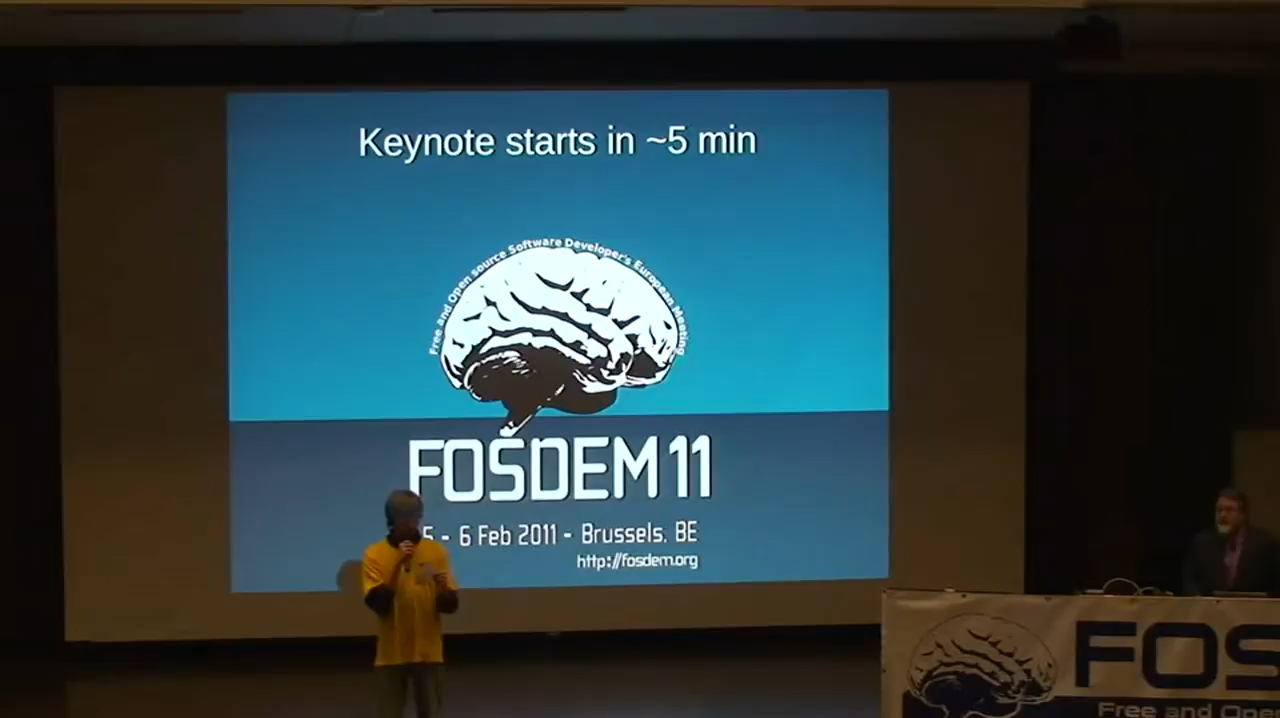 Keynote starts in ~5 min
Free and Open source Software Developer's European Meeting
FOSDEM 11
5 - 6 Feb 2011 - Brussels. BE
http://fosdem.org
FOS
Free and Open